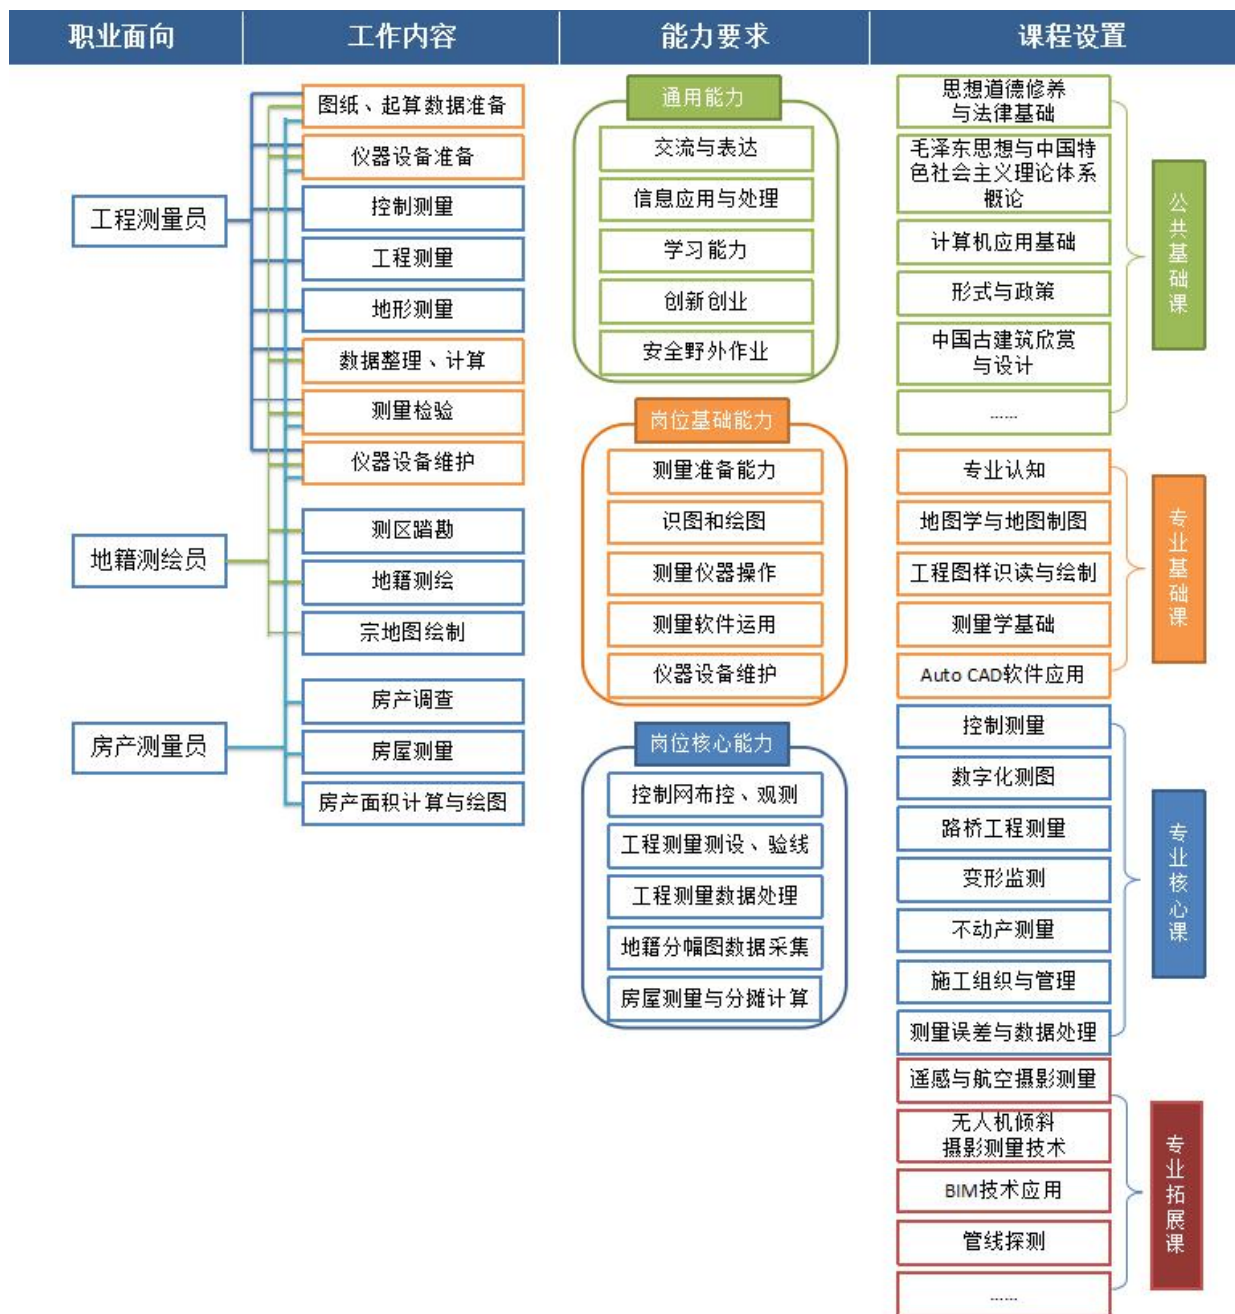 职业面向
工作内容
能力要求
课程设置
工程测量员
地籍测绘员
房产测量员
图纸、起算数据准备
仪器设备准备
控制测量
工程测量
地形测量
数据整理、计算
测量检验
仪器设备维护
测区踏勘
地籍测绘
宗地图绘制
房产调查
房屋测量
房产面积计算与绘图
通用能力
交流与表达
信息应用与处理
学习能力
创新创业
安全野外作业
岗位基础能力
测量准备能力
识图和绘图
测量仪器操作
测量软件运用
仪器设备维护
岗位核心能力
控制网布控、观测
工程测量测设、验线
工程测量数据处理
地籍分幅图数据采集
房屋测量与分摊计算
思想道德修养
与法律基础
毛泽东思想与中国特
色社会主义理论体系
概论
计算机应用基础
形式与政策
中国古建筑欣赏
与设计
......
公共基础课
专业认知
地图学与地图制图
工程图样识读与绘制
测量学基础
Auto CAD软件应用
专业基础课
控制测量
数字化测图
路桥工程测量
变形监测
不动产测量
施工组织与管理
测量误差与数据处理
专业核心课
遥感与航空摄影测量
无人机倾斜
摄影测量技术
BIM技术应用
管线探测
......
专业拓展课